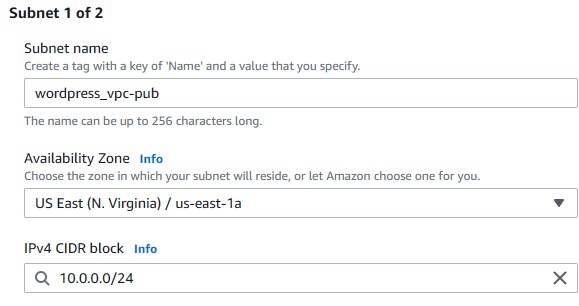 Subnet 1 of 2
Subnet name
Create a tag with a key of 'Name' and a value that you specify.
wordpress_vpc-pub
The name can be up to 256 characters long.
Availability Zone Info
Choose the zone in which your subnet will reside, or let Amazon choose one for you.
US East (N. Virginia) / us-east-1a
IPv4 CIDR block Info
10.0.0.0/24